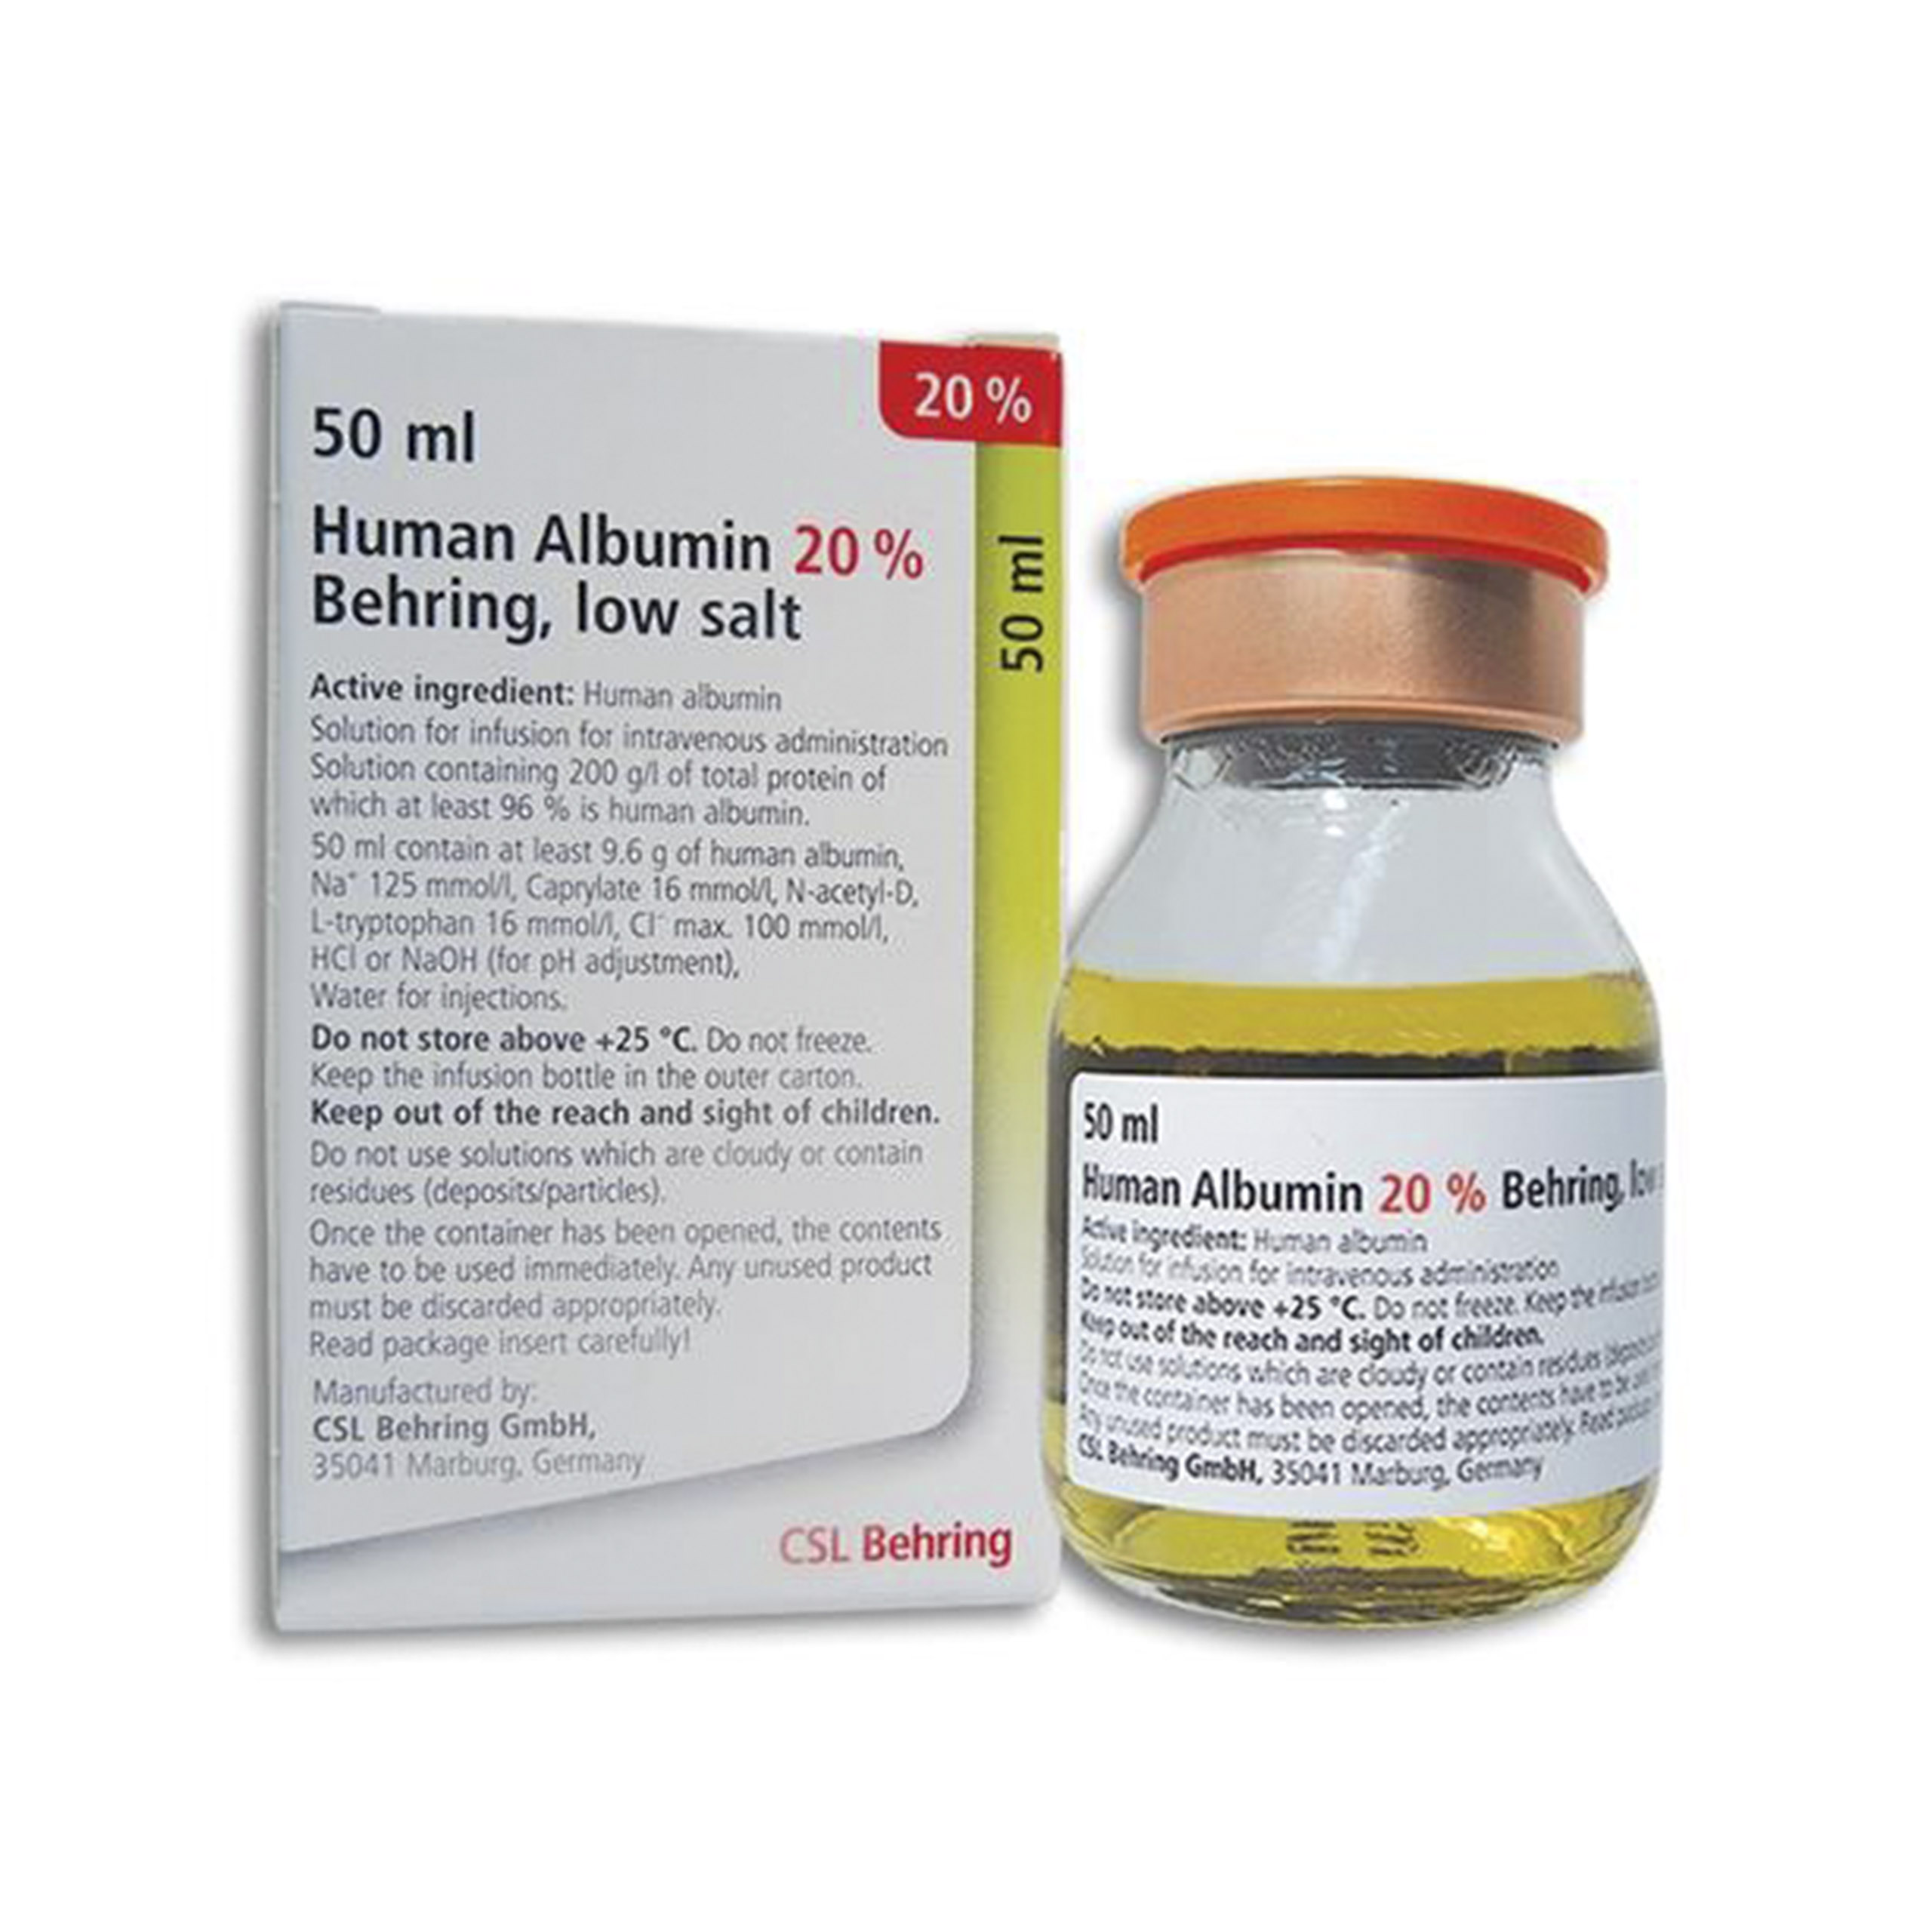 20 %
50 ml
Human Albumin 20 %
Behring, low salt
Active ingredient: Human albumin
Solution for infusion for intravenous administration
Solution containing 200 g/l of total protein of
which at least 96 % is human albumin.
50 ml contain at least 9.6 g of human albumin,
Na⁺ 125 mmol/l, Caprylate 16 mmol/l, N-acetyl-D,
L-tryptophan 16 mmol/l, Cl⁻ max. 100 mmol/l,
HCl or NaOH (for pH adjustment),
Water for injections.
Do not store above +25 °C. Do not freeze.
Keep the infusion bottle in the outer carton.
Keep out of the reach and sight of children.
Do not use solutions which are cloudy or contain
residues (deposits/particles).
Once the container has been opened, the contents
have to be used immediately. Any unused product
must be discarded appropriately.
Read package insert carefully!
Manufactured by:
CSL Behring GmbH,
35041 Marburg, Germany
CSL Behring
50 ml
50 ml
Human Albumin 20 % Behring, low
Active ingredient: Human albumin
Solution for infusion for intravenous administration
Do not store above +25 °C. Do not freeze. Keep the infusion
Keep out of the reach and sight of children.
Do not use solutions which are cloudy or contain residues
Once the container has been opened, the contents have to be
Any unused product must be discarded appropriately. Read
CSL Behring GmbH, 35041 Marburg, Germany